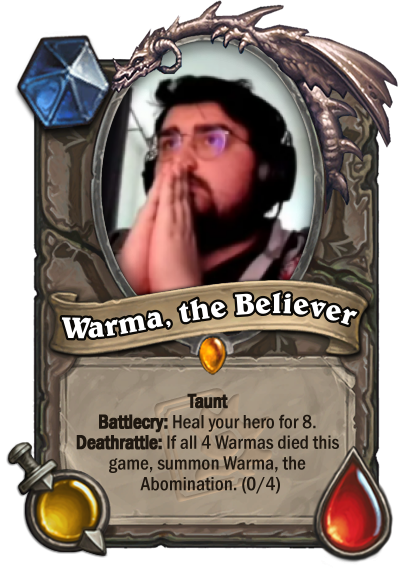 Warma, the Believer
Taunt
Battlecry: Heal your hero for 8.
Deathrattle: If all 4 Warmas died this
game, summon Warma, the
Abomination. (0/4)